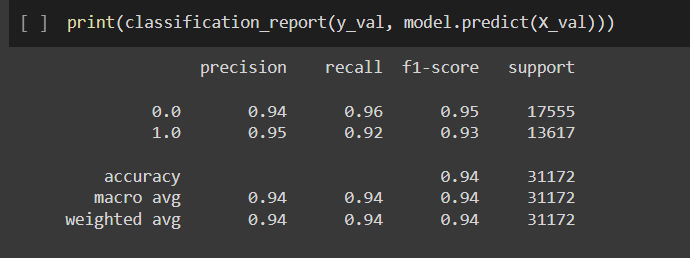 [ ] print(classification_report(y_val, model.predict(X_val)))
precision recall f1-score support
0.0 0.94 0.96 0.95 17555
1.0 0.95 0.92 0.93 13617
accuracy 0.94 31172
macro avg 0.94 0.94 0.94 31172
weighted avg 0.94 0.94 0.94 31172